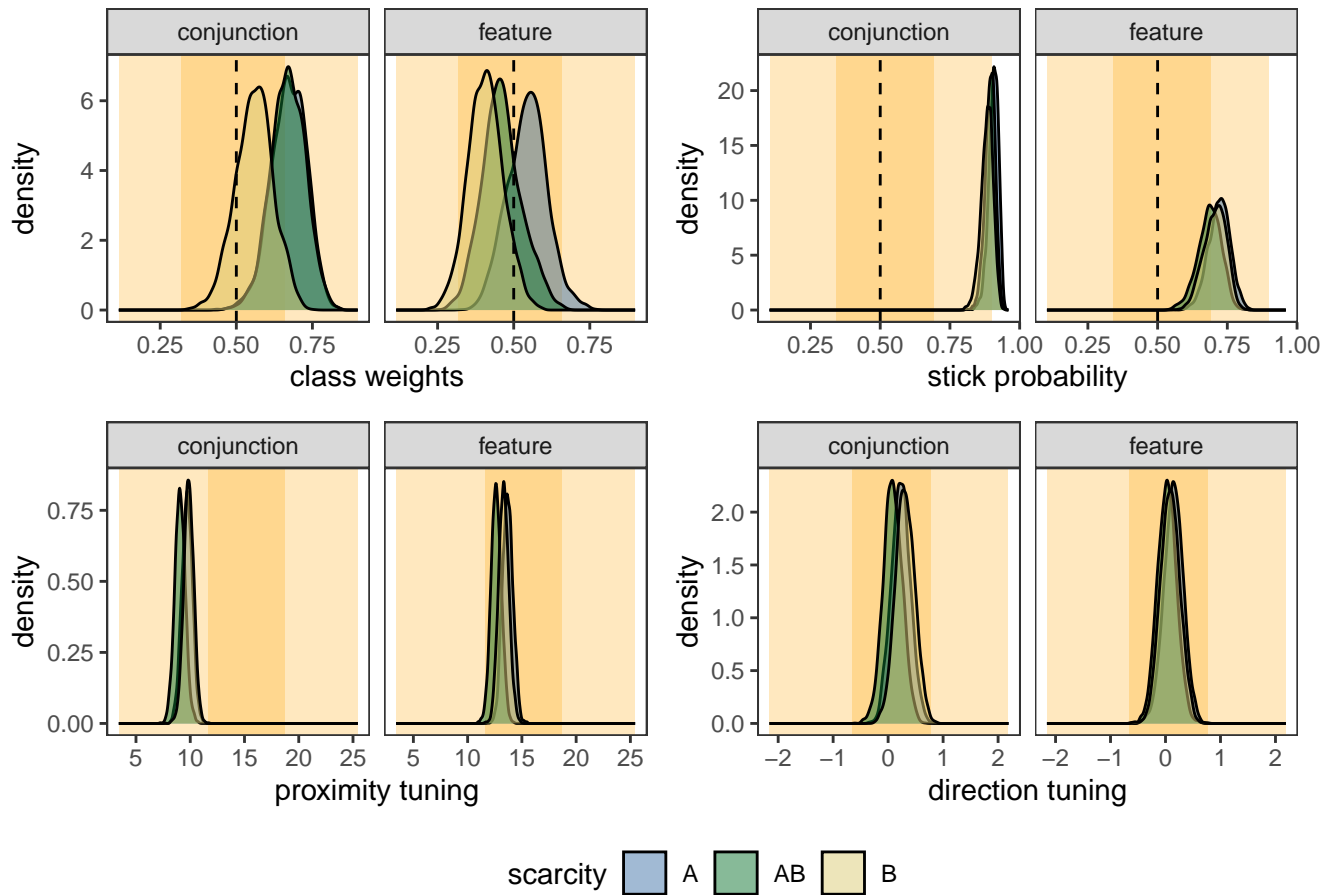 conjunction feature
density
0 2 4 6
0.25 0.50 0.75 0.25 0.50 0.75
class weights
conjunction feature
density
0 5 10 15 20
0.25 0.50 0.75 1.00 0.25 0.50 0.75 1.00
stick probability
conjunction feature
density
0.00 0.25 0.50 0.75
5 10 15 20 25 5 10 15 20 25
proximity tuning
conjunction feature
density
0.0 0.5 1.0 1.5 2.0
−2 −1 0 1 2 −2 −1 0 1 2
direction tuning
scarcity A AB B